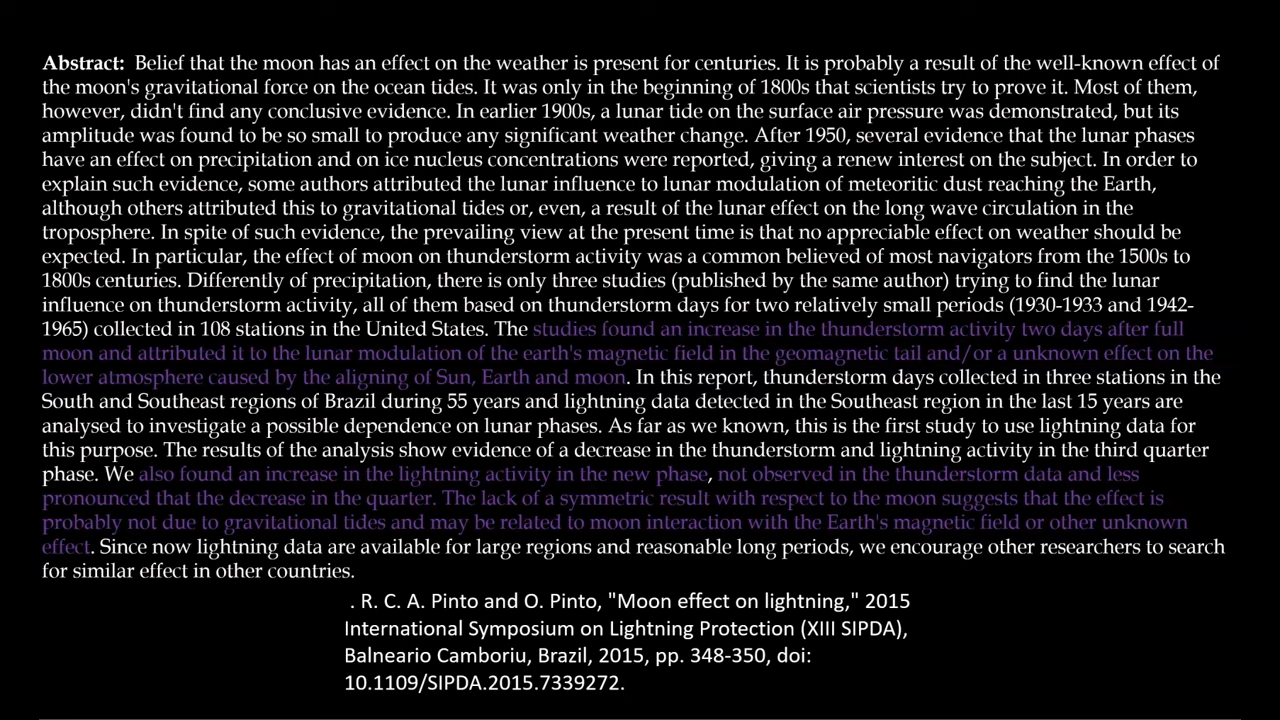 Abstract: Belief that the moon has an effect on the weather is present for centuries. It is probably a result of the well-known effect of
the moon's gravitational force on the ocean tides. It was only in the beginning of 1800s that scientists try to prove it. Most of them,
however, didn't find any conclusive evidence. In earlier 1900s, a lunar tide on the surface air pressure was demonstrated, but its
amplitude was found to be so small to produce any significant weather change. After 1950, several evidence that the lunar phases
have an effect on precipitation and on ice nucleus concentrations were reported, giving a renew interest on the subject. In order to
explain such evidence, some authors attributed the lunar influence to lunar modulation of meteoritic dust reaching the Earth,
although others attributed this to gravitational tides or, even, a result of the lunar effect on the long wave circulation in the
troposphere. In spite of such evidence, the prevailing view at the present time is that no appreciable effect on weather should be
expected. In particular, the effect of moon on thunderstorm activity was a common believed of most navigators from the 1500s to
1800s centuries. Differently of precipitation, there is only three studies (published by the same author) trying to find the lunar
influence on thunderstorm activity, all of them based on thunderstorm days for two relatively small periods (1930-1933 and 1942-
1965) collected in 108 stations in the United States. The studies found an increase in the thunderstorm activity two days after full
moon and attributed it to the lunar modulation of the earth's magnetic field in the geomagnetic tail and/or a unknown effect on the
lower atmosphere caused by the aligning of Sun, Earth and moon. In this report, thunderstorm days collected in three stations in the
South and Southeast regions of Brazil during 55 years and lightning data detected in the Southeast region in the last 15 years are
analysed to investigate a possible dependence on lunar phases. As far as we known, this is the first study to use lightning data for
this purpose. The results of the analysis show evidence of a decrease in the thunderstorm and lightning activity in the third quarter
phase. We also found an increase in the lightning activity in the new phase, not observed in the thunderstorm data and less
pronounced that the decrease in the quarter. The lack of a symmetric result with respect to the moon suggests that the effect is
probably not due to gravitational tides and may be related to moon interaction with the Earth's magnetic field or other unknown
effect. Since now lightning data are available for large regions and reasonable long periods, we encourage other researchers to search
for similar effect in other countries.
. R. C. A. Pinto and O. Pinto, "Moon effect on lightning," 2015
International Symposium on Lightning Protection (XIII SIPDA),
Balneario Camboriu, Brazil, 2015, pp. 348-350, doi:
10.1109/SIPDA.2015.7339272.